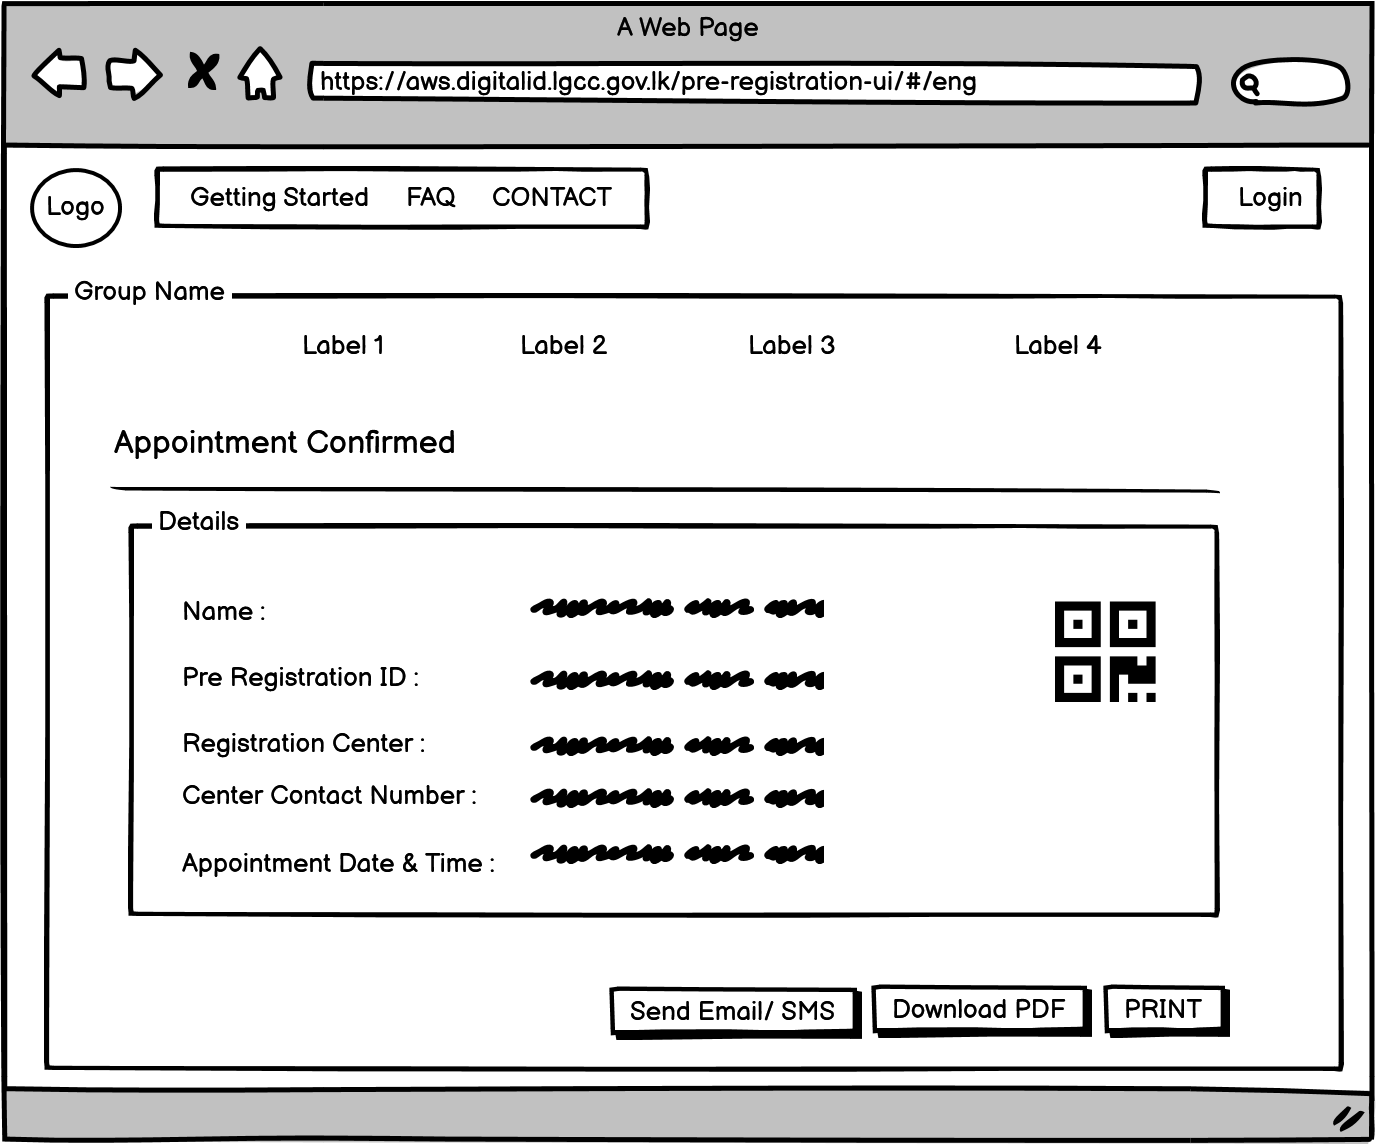 A Web Page
https://aws.digitalid.lgcc.gov.lk/pre-registration-ui/#/eng
Logo
Getting Started FAQ CONTACT
Login
Group Name
Label 1 Label 2 Label 3 Label 4
Appointment Confirmed
Details
Name :
Pre Registration ID :
Registration Center :
Center Contact Number :
Appointment Date & Time :
Send Email/ SMS Download PDF PRINT